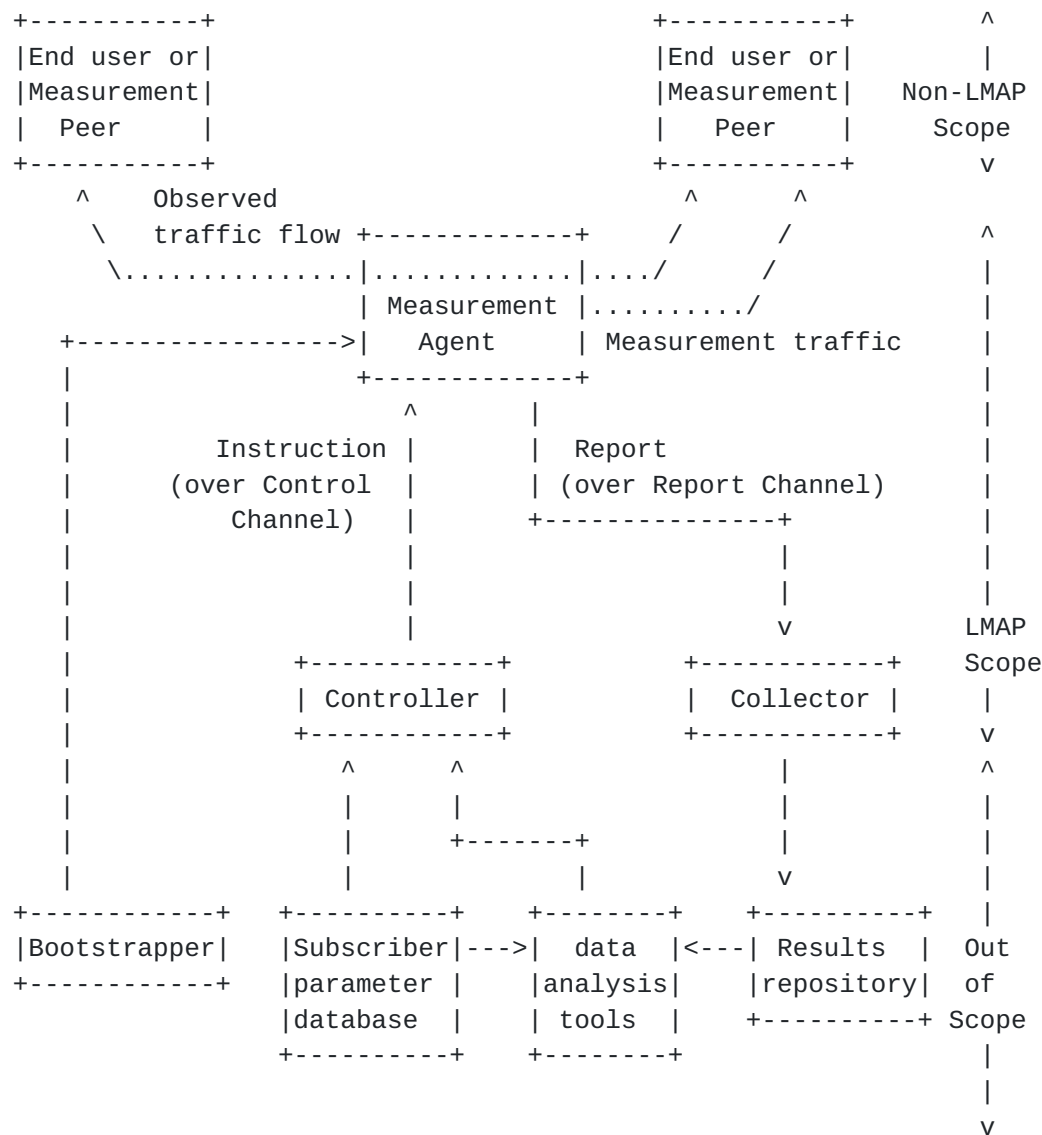 +-----------+                            +-----------+        ^
|End user or|                            |End user or|        |
|Measurement|                            |Measurement|   Non-LMAP
|  Peer     |                            |   Peer    |     Scope
+-----------+                            +-----------+        v
    ^    Observed                          ^      ^
     \   traffic flow +-------------+     /      /            ^
      \...............|.............|..../      /             |
                      | Measurement |........../              |
   +----------------->|   Agent     | Measurement traffic     |
   |                  +-------------+                         |
   |                     ^       |                            |
   |         Instruction |       |  Report                    |
   |      (over Control  |       | (over Report Channel)      |
   |          Channel)   |       +---------------+            |
   |                     |                       |            |
   |                     |                       |            |
   |                     |                       v           LMAP
   |              +------------+           +------------+    Scope
   |              | Controller |           |  Collector |     |
   |              +------------+           +------------+     v
   |                 ^      ^                    |            ^
   |                 |      |                    |            |
   |                 |      +-------+            |            |
   |                 |              |            v            |
+------------+   +----------+    +--------+    +----------+   |
|Bootstrapper|   |Subscriber|--->|  data  |<---| Results  |  Out
+------------+   |parameter |    |analysis|    |repository|  of
                 |database  |    | tools  |    +----------+ Scope
                 +----------+    +--------+                   |
                                                              |
                                                              v